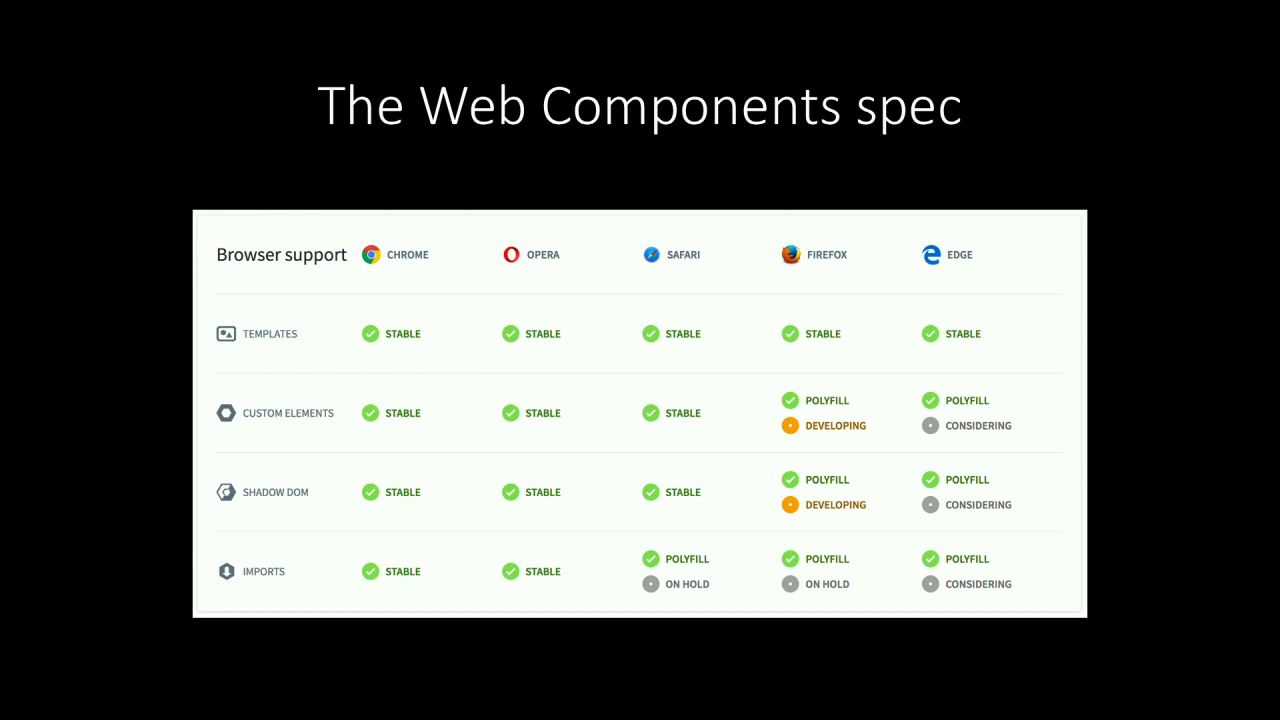 The Web Components spec
Browser support CHROME OPERA SAFARI FIREFOX EDGE
TEMPLATES STABLE STABLE STABLE STABLE STABLE
POLYFILL POLYFILL
CUSTOM ELEMENTS STABLE STABLE STABLE
DEVELOPING CONSIDERING
POLYFILL POLYFILL
SHADOW DOM STABLE STABLE STABLE
DEVELOPING CONSIDERING
POLYFILL POLYFILL POLYFILL
IMPORTS STABLE STABLE
ON HOLD ON HOLD CONSIDERING